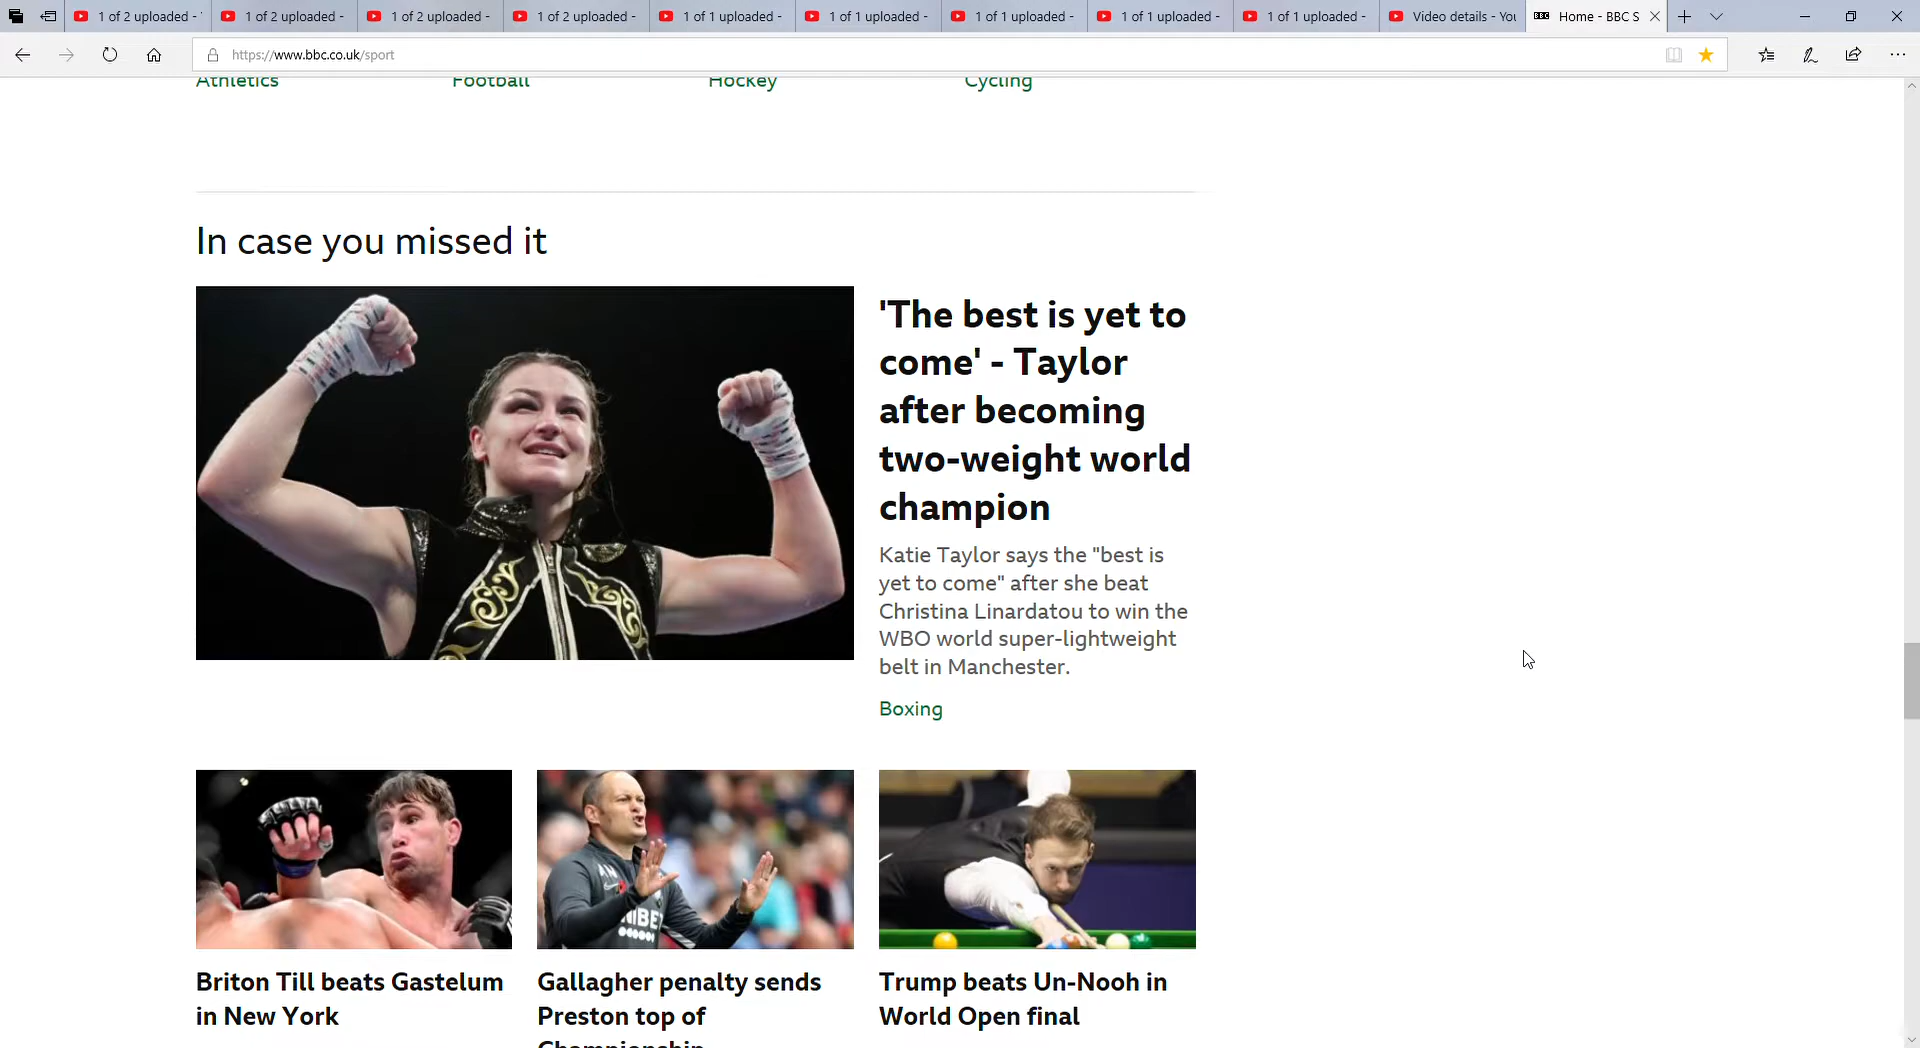 1 of 2 uploaded -
1 of 2 uploaded -
1 of 2 uploaded -
1 of 2 uploaded -
1 of 1 uploaded -
1 of 1 uploaded -
1 of 1 uploaded -
1 of 1 uploaded -
1 of 1 uploaded -
Video details - You
BBC Home - BBC S
https://www.bbc.co.uk/sport
Athletics
Football
Hockey
Cycling
In case you missed it
'The best is yet to
come' - Taylor
after becoming
two-weight world
champion
Katie Taylor says the "best is
yet to come" after she beat
Christina Linardatou to win the
WBO world super-lightweight
belt in Manchester.
Boxing
AN
NIBE
Briton Till beats Gastelum
in New York
Gallagher penalty sends
Preston top of
Championship
Trump beats Un-Nooh in
World Open final